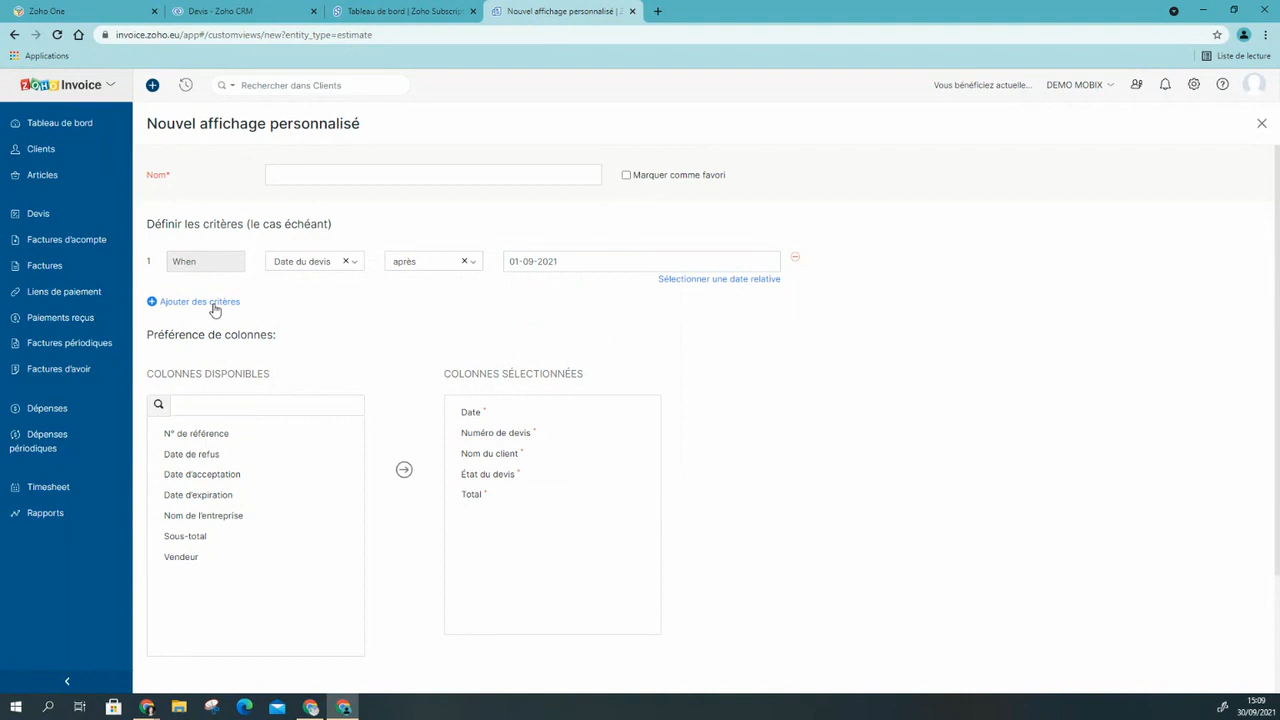 Zoho One
Devis - Zoho CRM
Tableau de bord | Zoho Subscrip
Nouvel affichage personnalisé | Z
invoice.zoho.eu/app#/customviews/new?entity_type=estimate
Applications
Liste de lecture
ZOHO Invoice
Rechercher dans Clients
Vous bénéficiez actuelle...
DEMO MOBIX
Tableau de bord
Clients
Articles
Devis
Factures d'acompte
Factures
Liens de paiement
Paiements reçus
Factures périodiques
Factures d'avoir
Dépenses
Dépenses
périodiques
Timesheet
Rapports
Nouvel affichage personnalisé
Nom*
Marquer comme favori
Définir les critères (le cas échéant)
1 When Date du devis après 01-09-2021
Sélectionner une date relative
Ajouter des critères
Préférence de colonnes:
COLONNES DISPONIBLES
N° de référence
Date de refus
Date d'acceptation
Date d'expiration
Nom de l'entreprise
Sous-total
Vendeur
COLONNES SÉLECTIONNÉES
Date *
Numéro de devis *
Nom du client *
État du devis *
Total *
15:09
30/09/2021